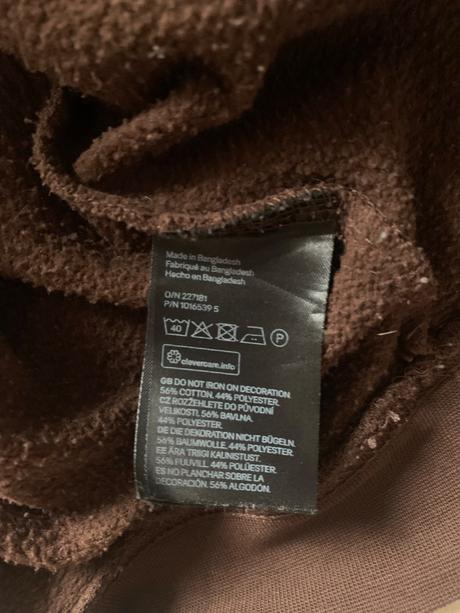 Made in Bangladesh
Fabriqué au Bangladesh
Hecho en Bangladesh
O/N 227181
P/N 1016539 5
40 P
clevercare.info
GB DO NOT IRON ON DECORATION.
56% COTTON. 44% POLYESTER.
CZ ROZŽEHLETE DO PŮVODNÍ
VELIKOSTI. 56% BAVLNA.
44% POLYESTER.
DE DIE DEKORATION NICHT BÜGELN.
56% BAUMWOLLE. 44% POLYESTER.
EE ÄRA TRIIGI KAUNISTUST.
56% PUUVILL. 44% POLÜESTER.
ES NO PLANCHAR SOBRE LA
DECORACIÓN. 56% ALGODÓN.